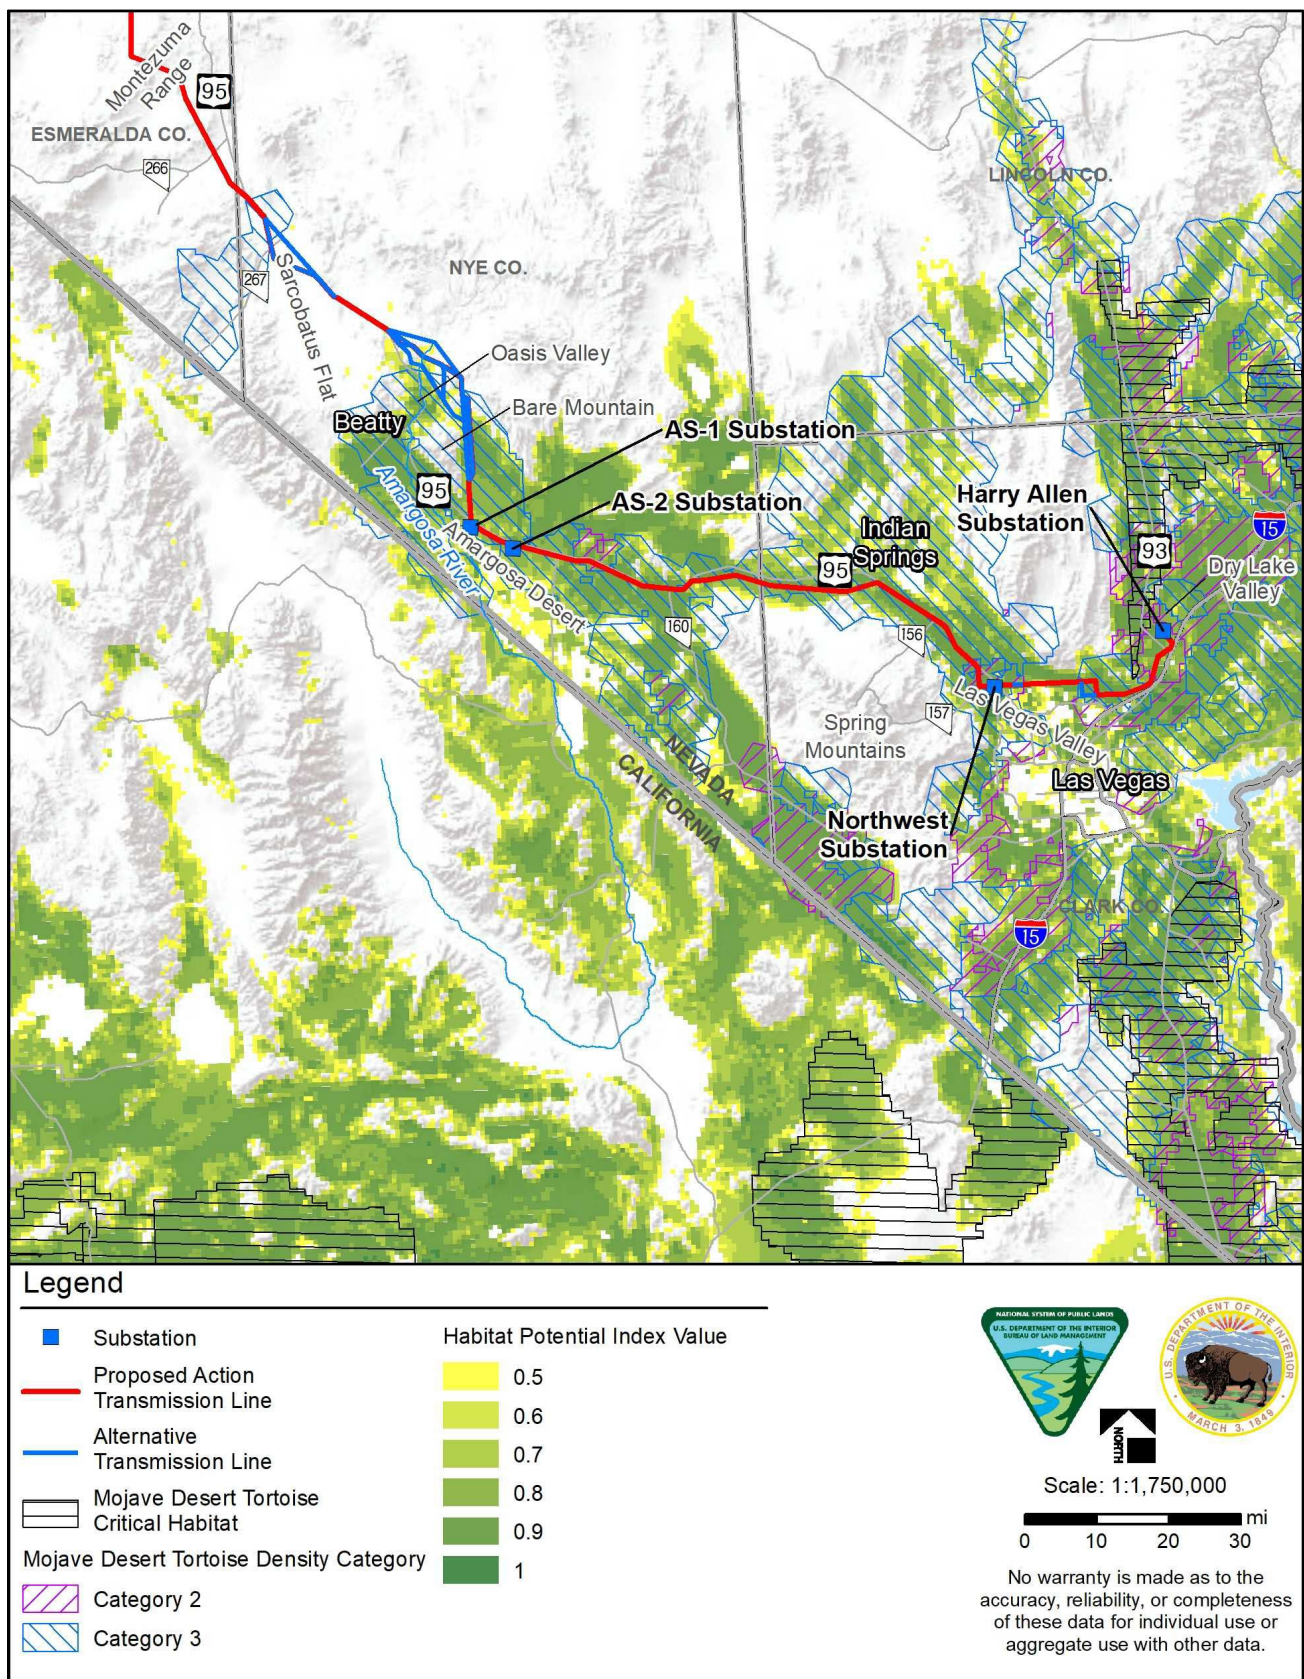 Montezuma
Range
95
ESMERALDA CO.
266
LINCOLN CO.
NYE CO.
267
Sarcobatus Flat
Oasis Valley
Bare Mountain
Beatty
AS-1 Substation
95
AS-2 Substation
Harry Allen
Substation
Amargosa River
Amargosa Desert
Indian
Springs
95
15
93
Dry Lake
Valley
160
156
157
Las Vegas Valley
Spring
Mountains
NEVADA
CALIFORNIA
Las Vegas
Northwest
Substation
CLARK CO.
15
Legend
Substation
Proposed Action
Transmission Line
Alternative
Transmission Line
Mojave Desert Tortoise
Critical Habitat
Mojave Desert Tortoise Density Category
Category 2
Category 3
Habitat Potential Index Value
0.5
0.6
0.7
0.8
0.9
1
NATIONAL SYSTEM OF PUBLIC LANDS
U.S. DEPARTMENT OF THE INTERIOR
BUREAU OF LAND MANAGEMENT
U.S. DEPARTMENT OF THE INTERIOR
MARCH 3, 1849
NORTH
Scale: 1:1,750,000
mi
0 10 20 30
No warranty is made as to the
accuracy, reliability, or completeness
of these data for individual use or
aggregate use with other data.